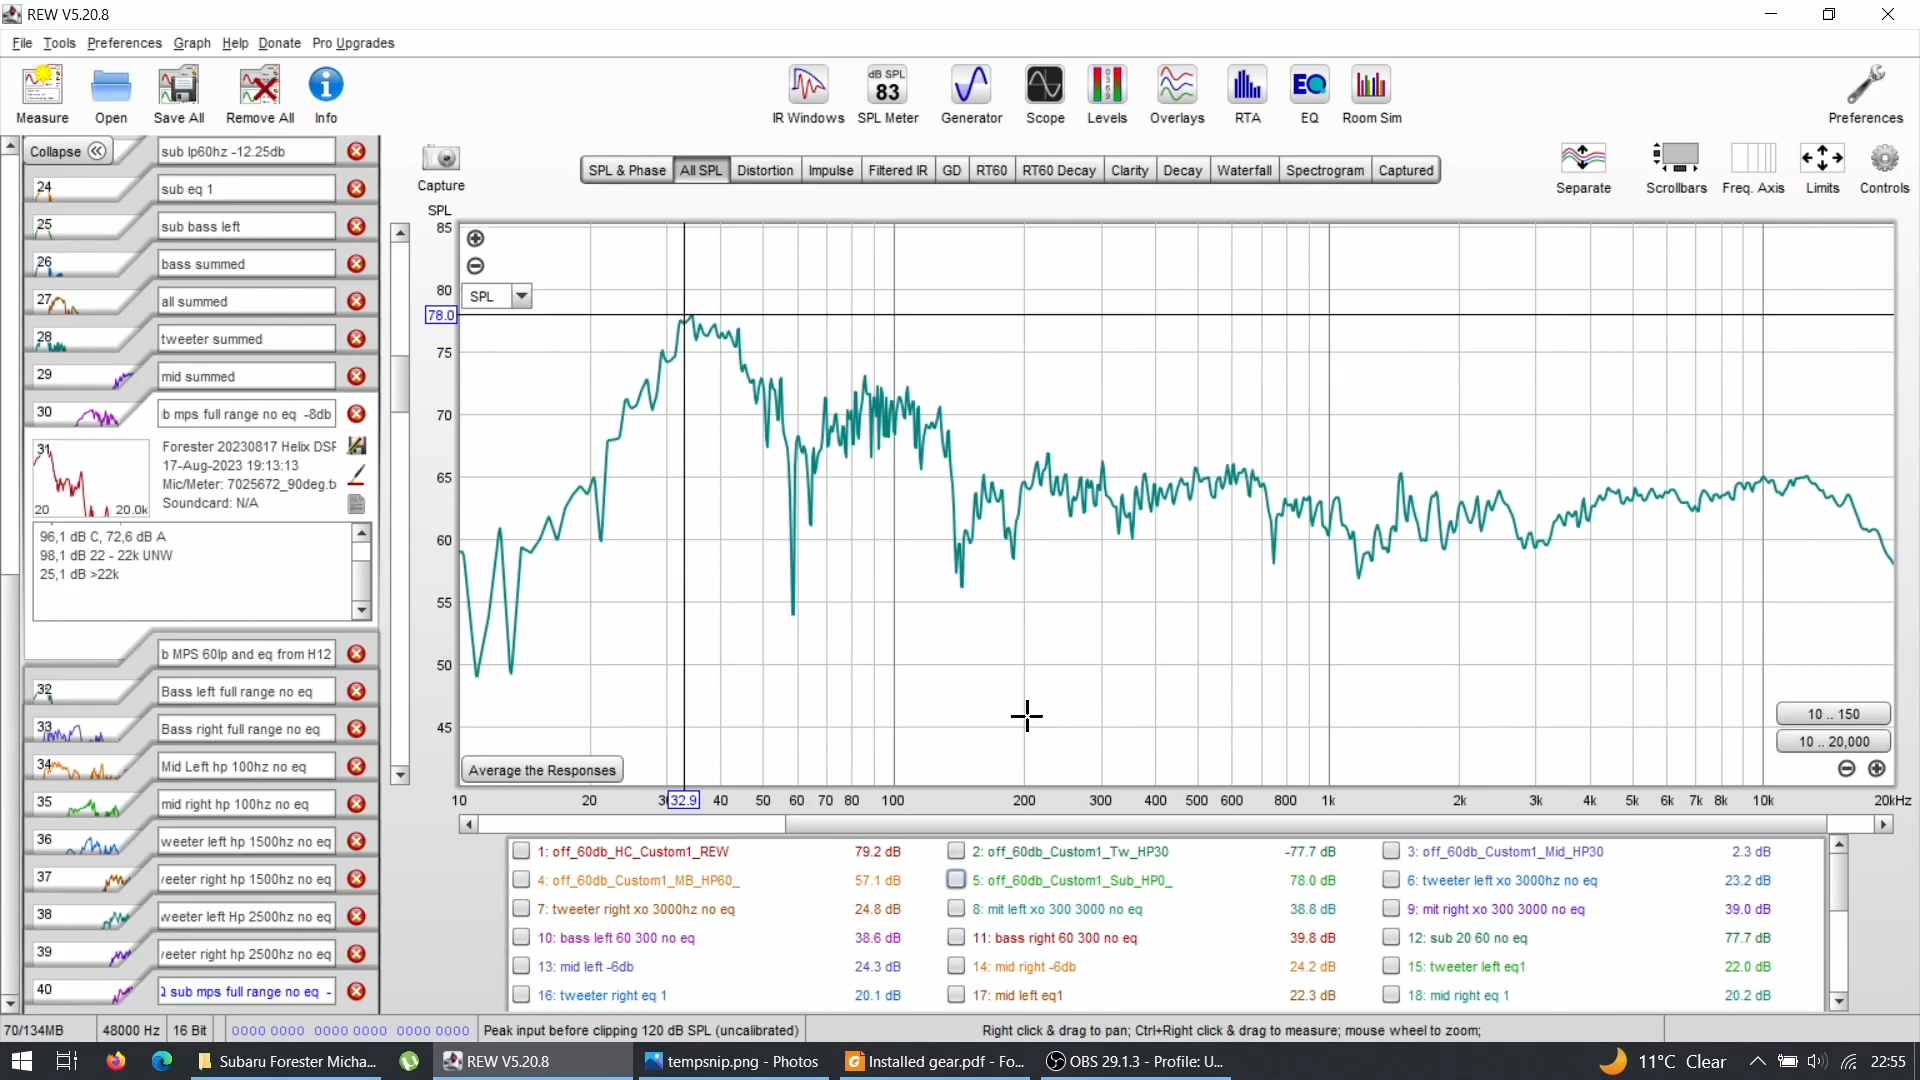 REW V5.20.8
File Tools Preferences Graph Help Donate Pro Upgrades
dB SPL
83
EQ
Measure Open Save All Remove All Info IR Windows SPL Meter Generator Scope Levels Overlays RTA EQ Room Sim Preferences
Collapse
sub lp60hz -12.25db
24 sub eq 1
25 sub bass left
26 bass summed
27 all summed
28 tweeter summed
29 mid summed
30 b mps full range no eq -8db
31
Forester 20230817 Helix DSF
17-Aug-2023 19:13:13
Mic/Meter: 7025672_90deg.b
Soundcard: N/A
20 20.0k
96,1 dB C, 72,6 dB A
98,1 dB 22 - 22k UNW
25,1 dB >22k
b MPS 60lp and eq from H12
32 Bass left full range no eq
33 Bass right full range no eq
34 Mid Left hp 100hz no eq
35 mid right hp 100hz no eq
36 weeter left hp 1500hz no eq
37 /eeter right hp 1500hz no eq
38 weeter left Hp 2500hz no eq
39 /eeter right hp 2500hz no eq
40 2 sub mps full range no eq -
Capture
SPL & Phase All SPL Distortion Impulse Filtered IR GD RT60 RT60 Decay Clarity Decay Waterfall Spectrogram Captured
Separate Scrollbars Freq. Axis Limits Controls
SPL
85
80
SPL
78.0
75
70
65
60
55
50
45
10 .. 150
10 .. 20,000
Average the Responses
10 20 3 32.9 40 50 60 70 80 100 200 300 400 500 600 800 1k 2k 3k 4k 5k 6k 7k 8k 10k 20kHz
1: off_60db_HC_Custom1_REW 79.2 dB 2: off_60db_Custom1_Tw_HP30 -77.7 dB 3: off_60db_Custom1_Mid_HP30 2.3 dB
4: off_60db_Custom1_MB_HP60_ 57.1 dB 5: off_60db_Custom1_Sub_HP0_ 78.0 dB 6: tweeter left xo 3000hz no eq 23.2 dB
7: tweeter right xo 3000hz no eq 24.8 dB 8: mit left xo 300 3000 no eq 38.8 dB 9: mit right xo 300 3000 no eq 39.0 dB
10: bass left 60 300 no eq 38.6 dB 11: bass right 60 300 no eq 39.8 dB 12: sub 20 60 no eq 77.7 dB
13: mid left -6db 24.3 dB 14: mid right -6db 24.2 dB 15: tweeter left eq1 22.0 dB
16: tweeter right eq 1 20.1 dB 17: mid left eq1 22.3 dB 18: mid right eq 1 20.2 dB
70/134MB 48000 Hz 16 Bit 0000 0000 0000 0000 0000 0000 Peak input before clipping 120 dB SPL (uncalibrated) Right click & drag to pan; Ctrl+Right click & drag to measure; mouse wheel to zoom;
Subaru Forester Micha... REW V5.20.8 tempsnip.png - Photos Installed gear.pdf - Fo... OBS 29.1.3 - Profile: U... 11°C Clear 22:55